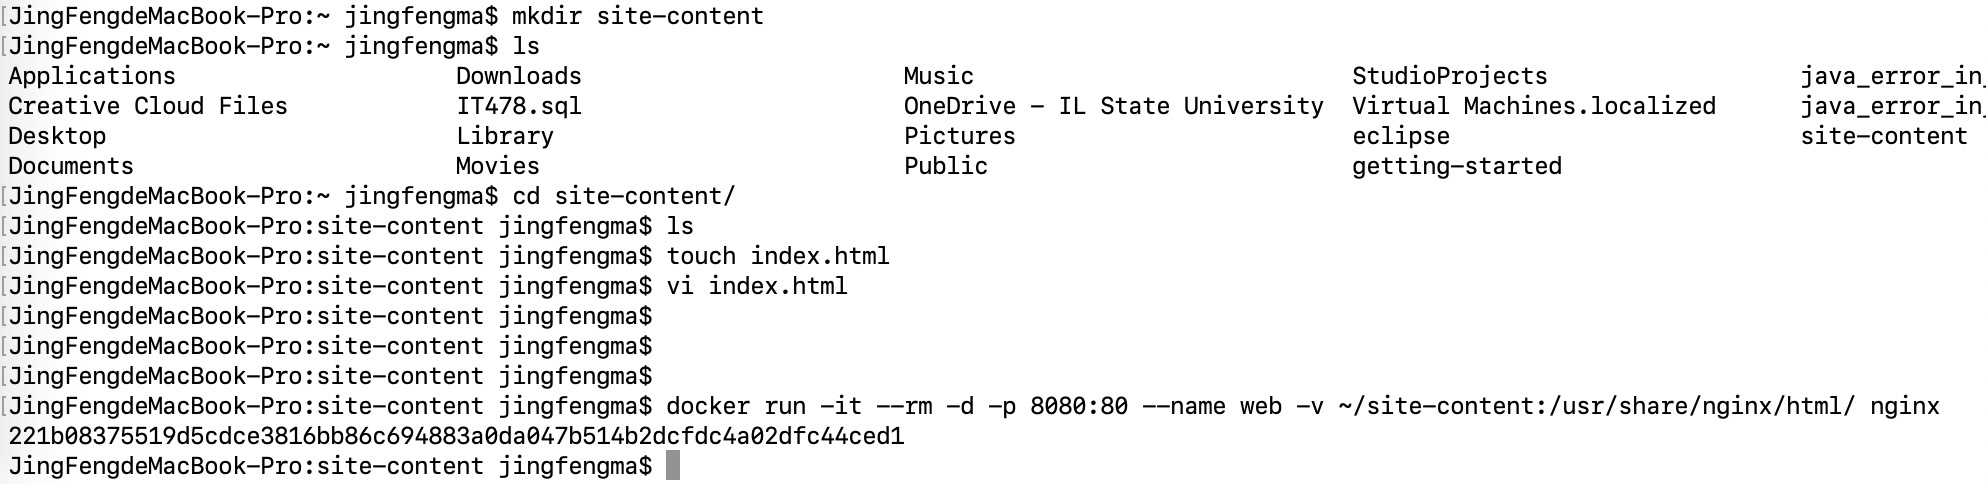 [JingFengdeMacBook-Pro:~ jingfengma$ mkdir site-content
[JingFengdeMacBook-Pro:~ jingfengma$ ls
Applications Downloads Music StudioProjects java_error_in_
Creative Cloud Files IT478.sql OneDrive - IL State University Virtual Machines.localized java_error_in_
Desktop Library Pictures eclipse site-content
Documents Movies Public getting-started
[JingFengdeMacBook-Pro:~ jingfengma$ cd site-content/
[JingFengdeMacBook-Pro:site-content jingfengma$ ls
[JingFengdeMacBook-Pro:site-content jingfengma$ touch index.html
[JingFengdeMacBook-Pro:site-content jingfengma$ vi index.html
[JingFengdeMacBook-Pro:site-content jingfengma$
[JingFengdeMacBook-Pro:site-content jingfengma$
[JingFengdeMacBook-Pro:site-content jingfengma$
[JingFengdeMacBook-Pro:site-content jingfengma$ docker run -it --rm -d -p 8080:80 --name web -v ~/site-content:/usr/share/nginx/html/ nginx
221b08375519d5cdce3816bb86c694883a0da047b514b2dcfdc4a02dfc44ced1
JingFengdeMacBook-Pro:site-content jingfengma$